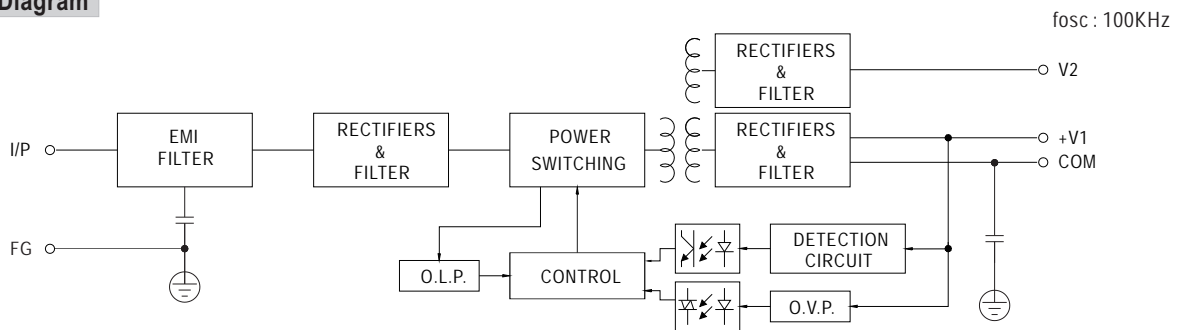 Diagram
fosc : 100KHz
RECTIFIERS
&
FILTER
V2
I/P
EMI
FILTER
RECTIFIERS
&
FILTER
POWER
SWITCHING
RECTIFIERS
&
FILTER
+V1
COM
FG
O.L.P.
CONTROL
DETECTION
CIRCUIT
O.V.P.